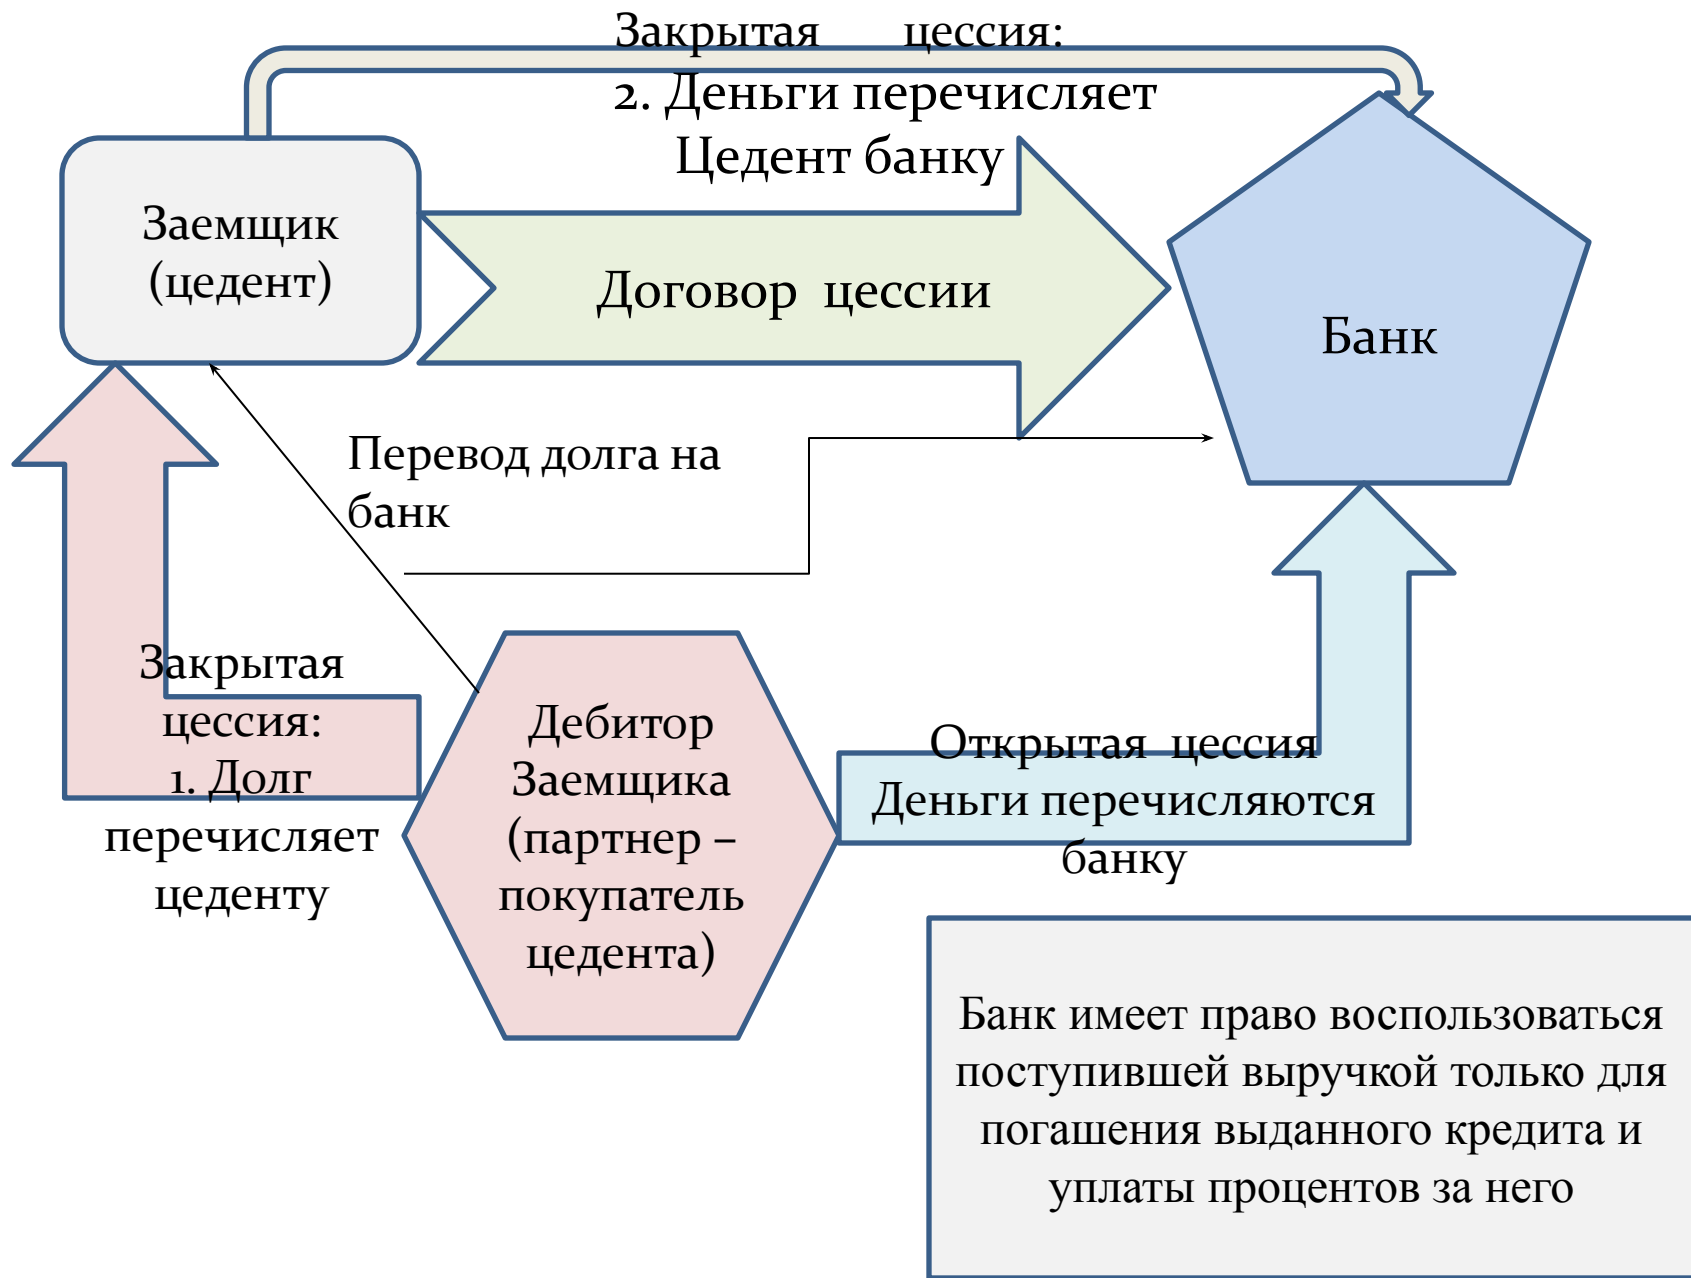 Закрытая цессия:
2. Деньги перечисляет
Цедент банку
Заемщик
(цедент)
Договор цессии
Банк
Перевод долга на
банк
Закрытая
цессия:
1. Долг
перечисляет
цеденту
Дебитор
Заемщика
(партнер –
покупатель
цедента)
Открытая цессия
Деньги перечисляются
банку
Банк имеет право воспользоваться
поступившей выручкой только для
погашения выданного кредита и
уплаты процентов за него